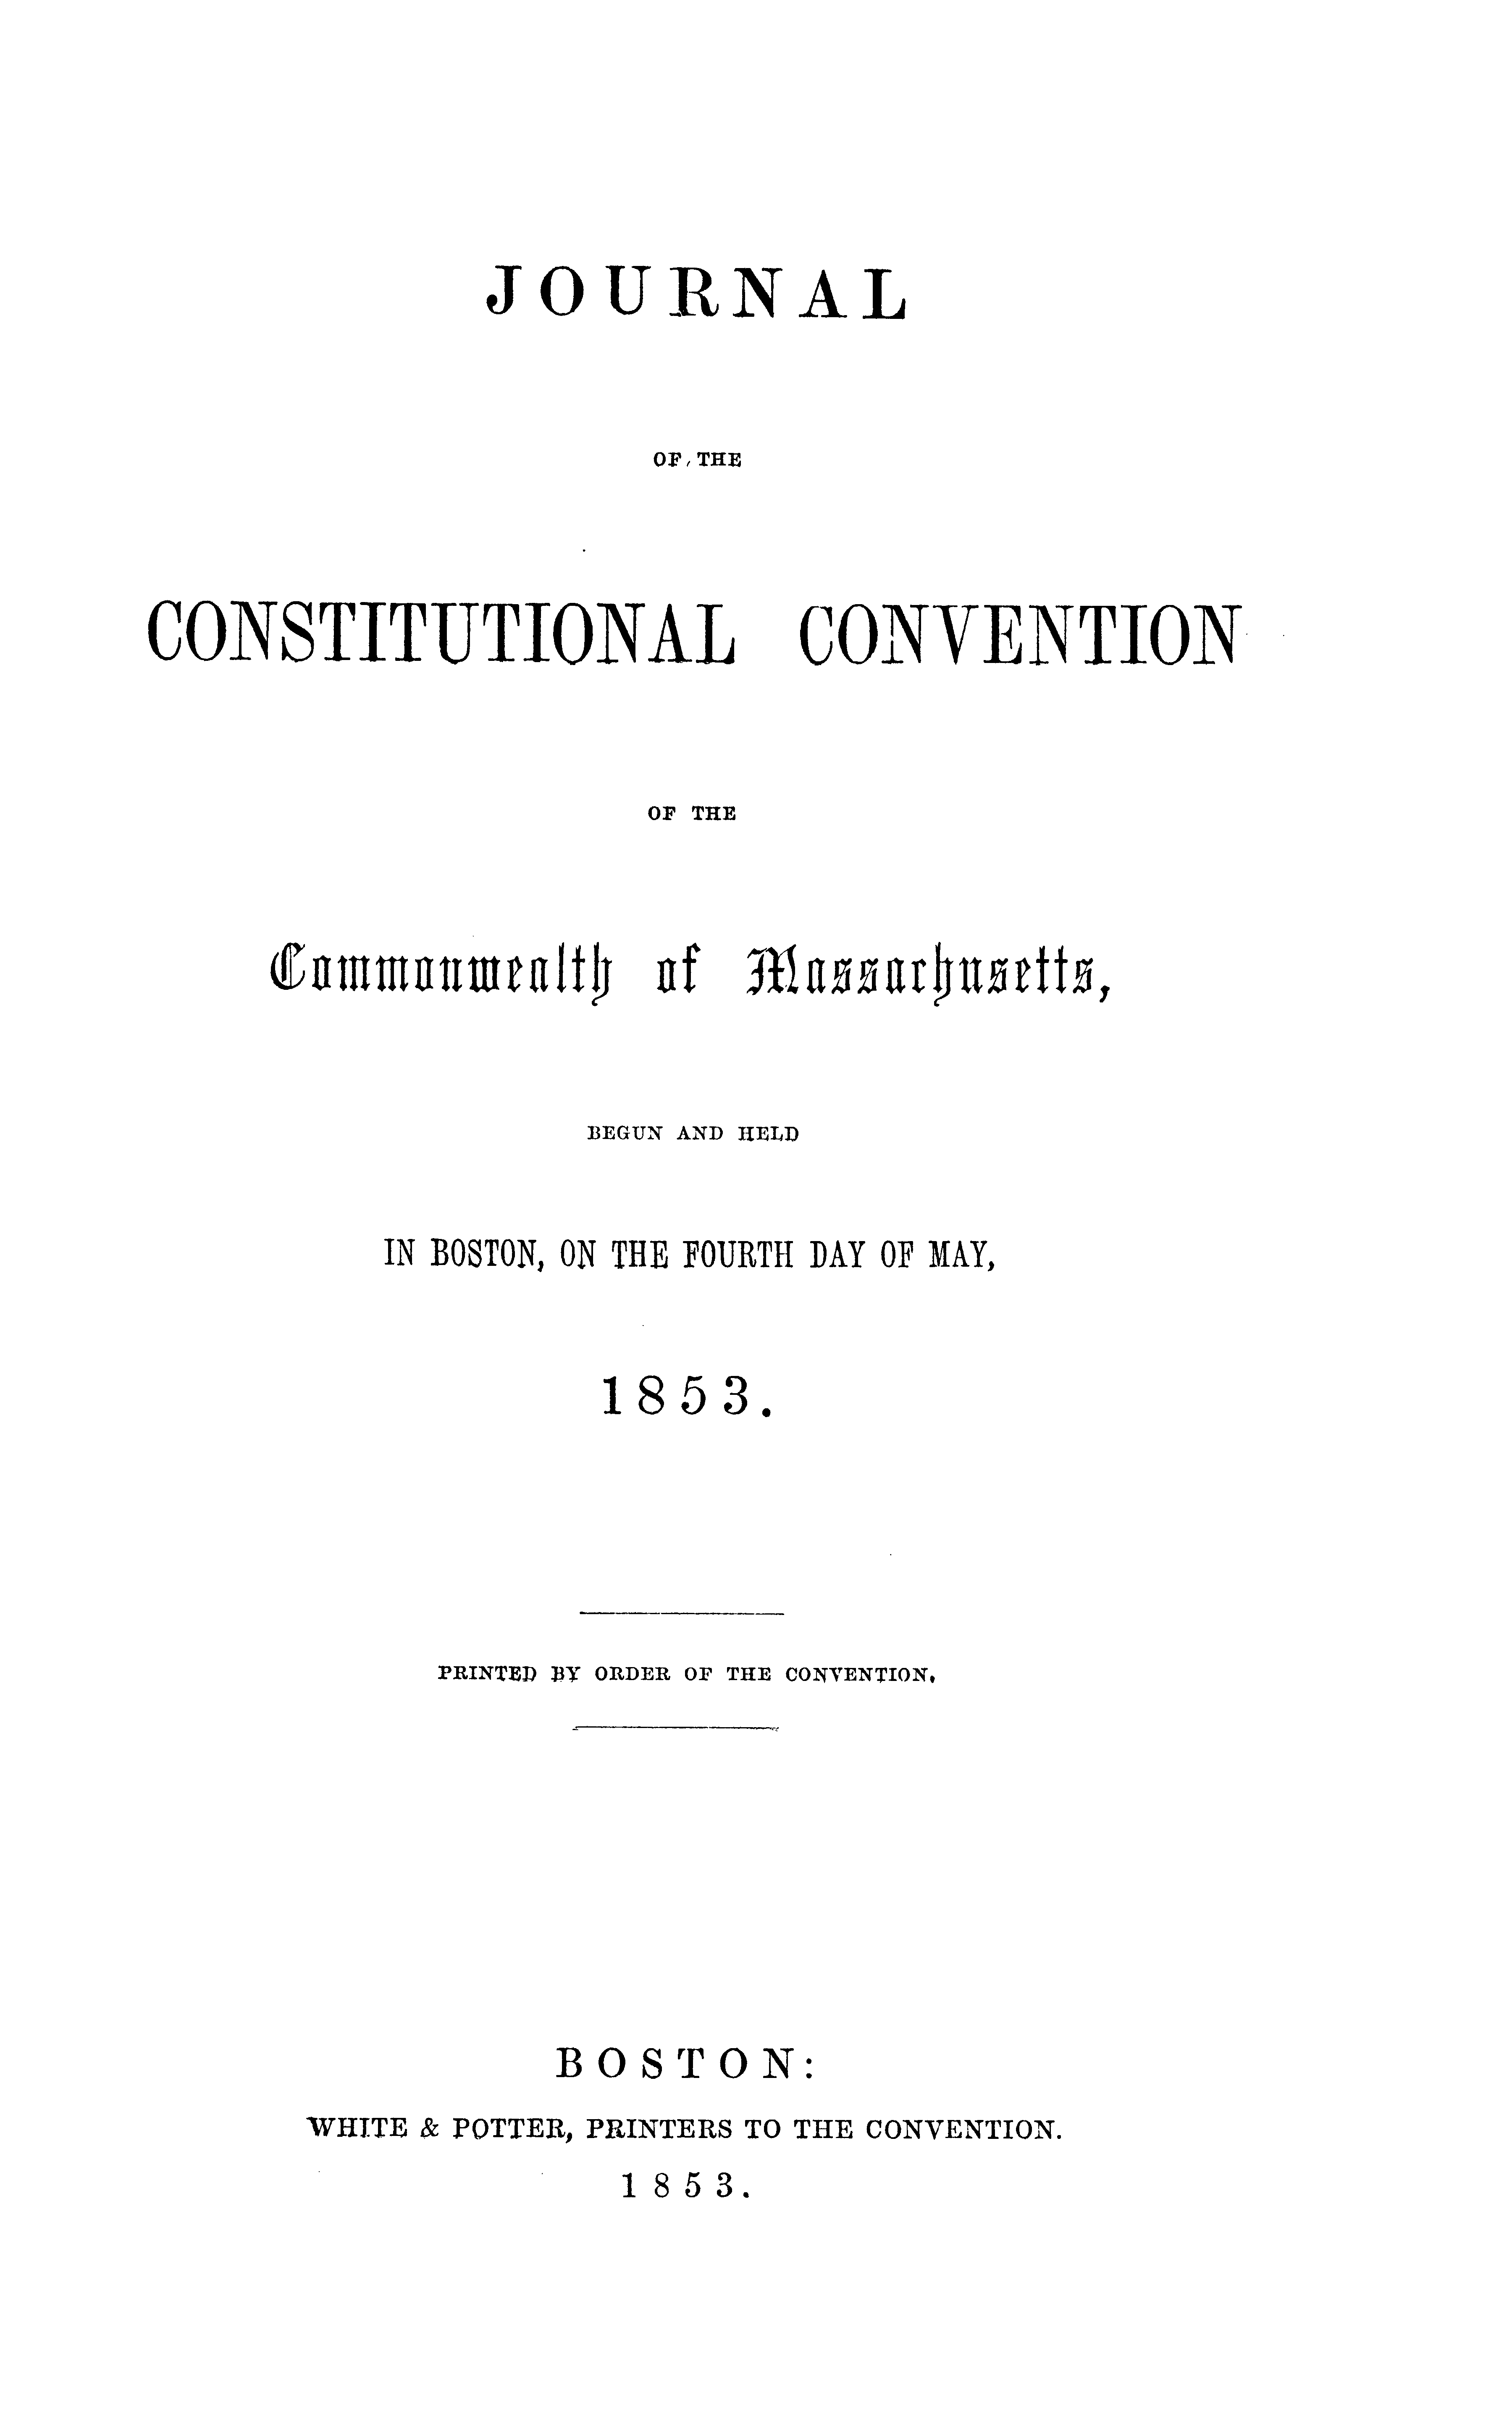 JOURNAL
OF THE
CONSTITUTIONAL CONVENTION
OF THE
Commonwealth of Massachusetts,
BEGUN AND HELD
IN BOSTON, ON THE FOURTH DAY OF MAY,
1853.
PRINTED BY ORDER OF THE CONVENTION.
BOSTON:
WHITE & POTTER, PRINTERS TO THE CONVENTION.
1853.